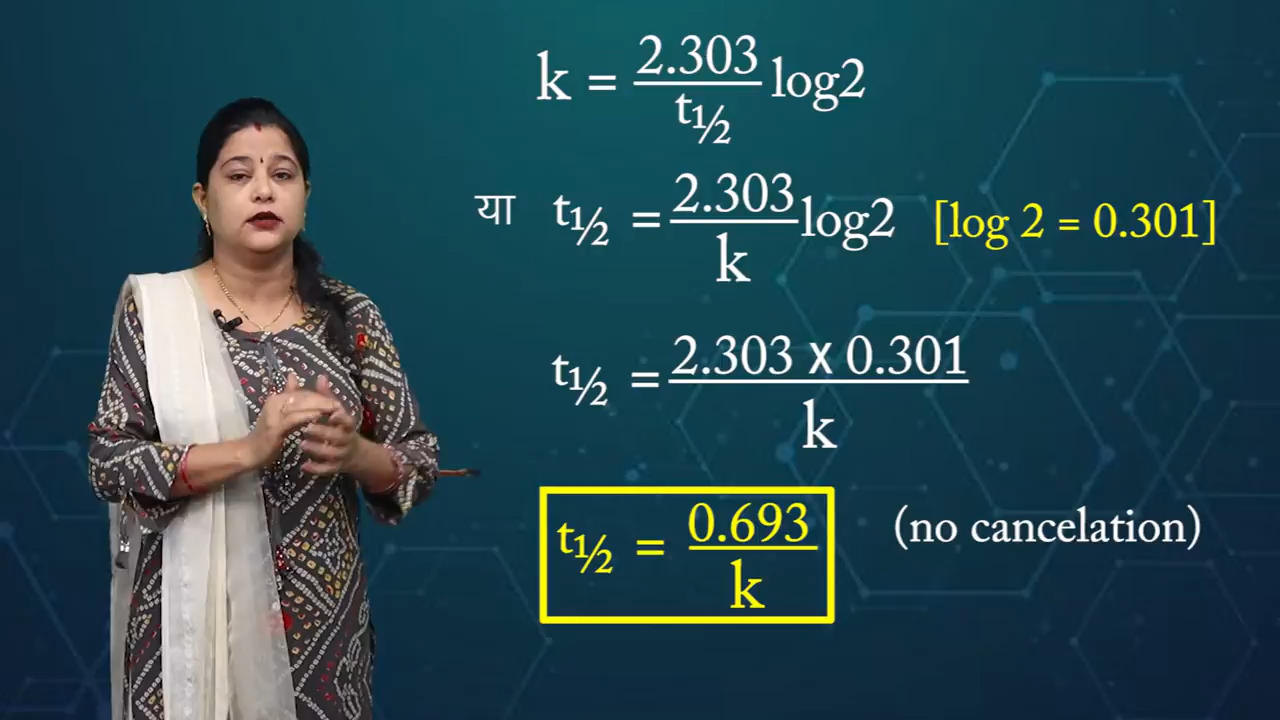 k = 2.303/t½ log2
या t½ = 2.303/k log2 [log 2 = 0.301]
t½ = 2.303 x 0.301/k
t½ = 0.693/k (no cancelation)